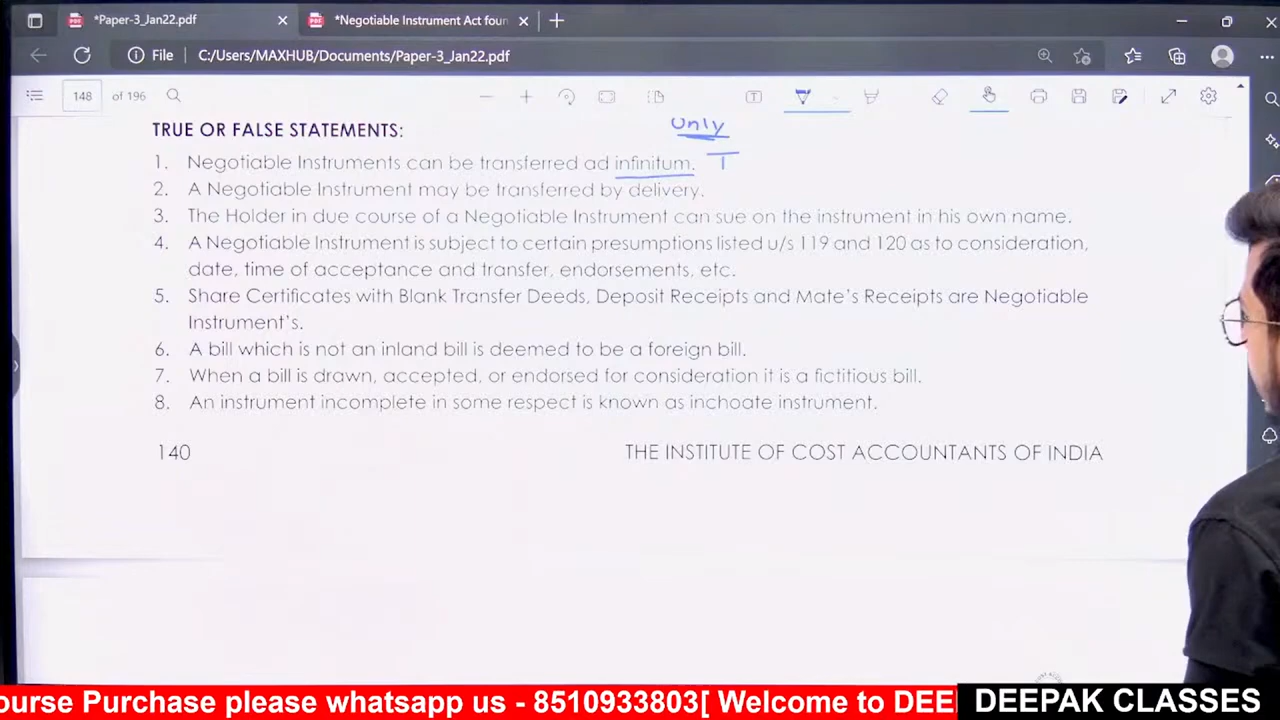 *Paper-3_Jan22.pdf
*Negotiable Instrument Act foun
File C:/Users/MAXHUB/Documents/Paper-3_Jan22.pdf
148 of 196
TRUE OR FALSE STATEMENTS:
Only
1. Negotiable Instruments can be transferred ad infinitum. T
2. A Negotiable Instrument may be transferred by delivery.
3. The Holder in due course of a Negotiable Instrument can sue on the instrument in his own name.
4. A Negotiable Instrument is subject to certain presumptions listed u/s 119 and 120 as to consideration,
date, time of acceptance and transfer, endorsements, etc.
5. Share Certificates with Blank Transfer Deeds, Deposit Receipts and Mate's Receipts are Negotiable
Instrument's.
6. A bill which is not an inland bill is deemed to be a foreign bill.
7. When a bill is drawn, accepted, or endorsed for consideration it is a fictitious bill.
8. An instrument incomplete in some respect is known as inchoate instrument.
140 THE INSTITUTE OF COST ACCOUNTANTS OF INDIA
ourse Purchase please whatsapp us - 8510933803[ Welcome to DEE
DEEPAK CLASSES